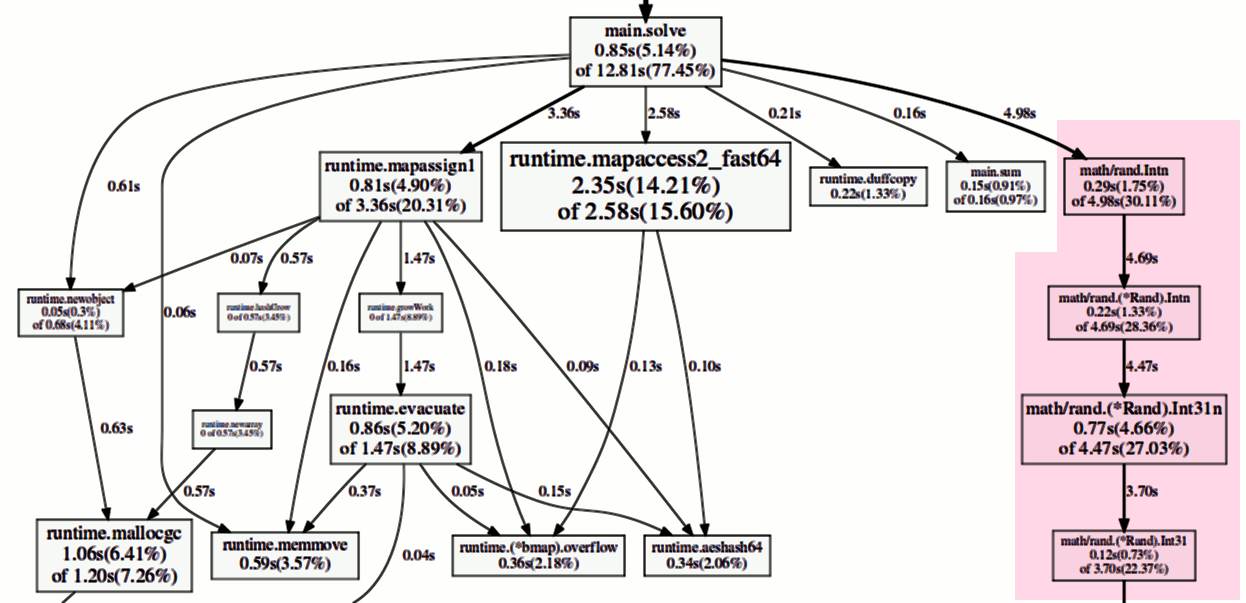 main.solve
0.85s(5.14%)
of 12.81s(77.45%)
3.36s
2.58s
0.21s
0.16s
4.98s
runtime.mapassign1
0.81s(4.90%)
of 3.36s(20.31%)
runtime.mapaccess2_fast64
2.35s(14.21%)
of 2.58s(15.60%)
runtime.duffcopy
0.22s(1.33%)
main.sum
0.15s(0.91%)
of 0.16s(0.97%)
math/rand.Intn
0.29s(1.75%)
of 4.98s(30.11%)
0.61s
0.07s
0.57s
1.47s
4.69s
runtime.newobject
0.05s(0.3%)
of 0.68s(4.11%)
0.06s
runtime.hashGrow
0 of 0.57s(3.45%)
runtime.growWork
0 of 1.47s(8.89%)
math/rand.(*Rand).Intn
0.22s(1.33%)
of 4.69s(28.36%)
0.57s
0.16s
1.47s
0.18s
0.09s
0.13s
0.10s
4.47s
0.63s
runtime.newarray
0 of 0.57s(3.45%)
runtime.evacuate
0.86s(5.20%)
of 1.47s(8.89%)
math/rand.(*Rand).Int31n
0.77s(4.66%)
of 4.47s(27.03%)
0.57s
0.37s
0.05s
0.15s
3.70s
runtime.mallocgc
1.06s(6.41%)
of 1.20s(7.26%)
runtime.memmove
0.59s(3.57%)
0.04s
runtime.(*bmap).overflow
0.36s(2.18%)
runtime.aeshash64
0.34s(2.06%)
math/rand.(*Rand).Int31
0.12s(0.73%)
of 3.70s(22.37%)